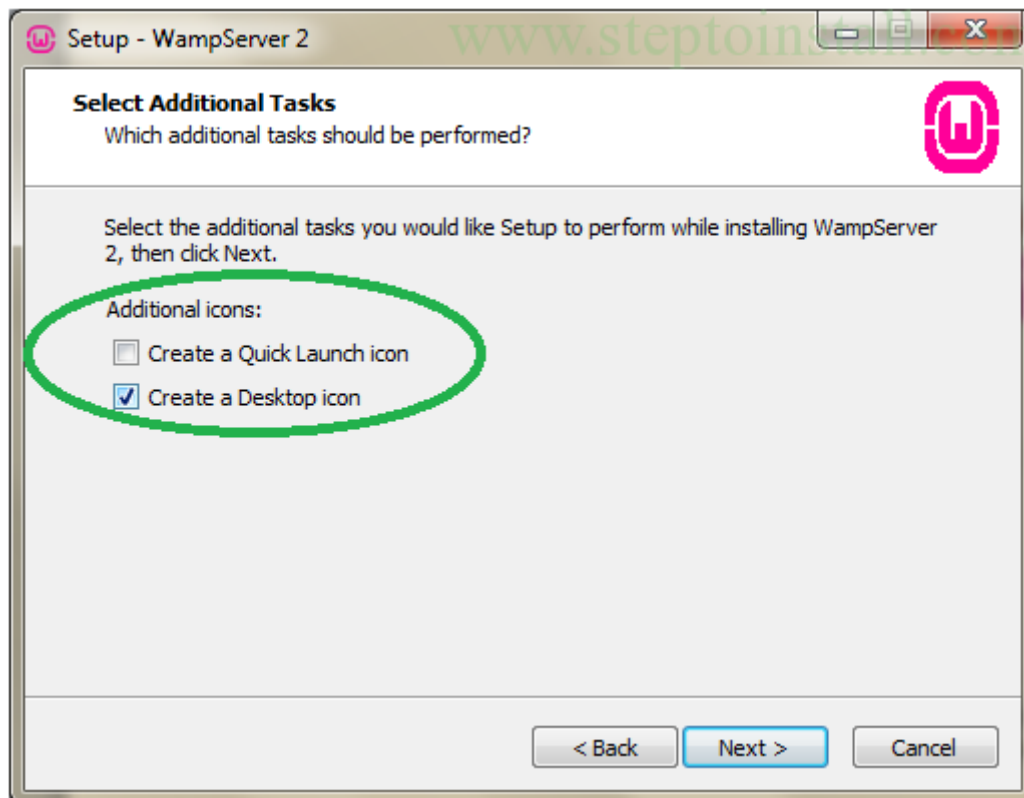 Setup - WampServer 2
www.steptoinstall.com
Select Additional Tasks
Which additional tasks should be performed?
Select the additional tasks you would like Setup to perform while installing WampServer
2, then click Next.
Additional icons:
Create a Quick Launch icon
Create a Desktop icon
< Back
Next >
Cancel